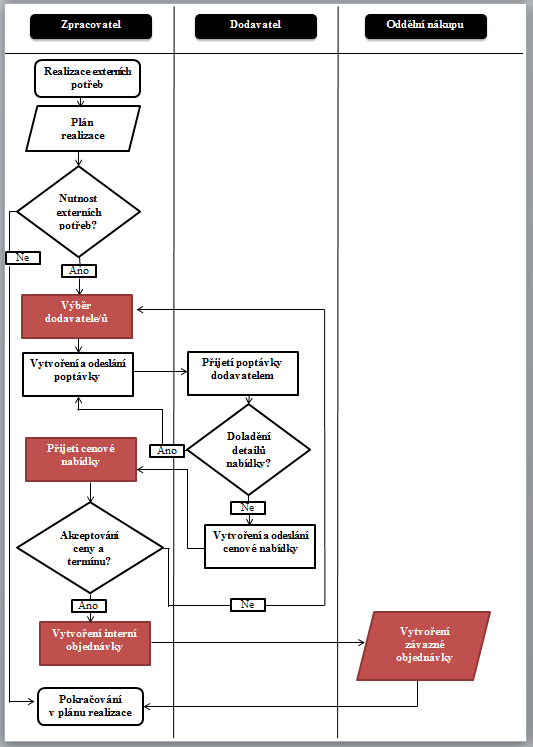 Zpracovatel
Dodavatel
Oddělní nákupu
Realizace externích
potřeb
Plán
realizace
Nutnost
externích
potřeb?
Ne
Ano
Výběr
dodavatele/ů
Vytvoření a odeslání
poptávky
Přijetí poptávky
dodavatelem
Doladění
detailů
nabídky?
Ano
Přijetí cenové
nabídky
Ne
Vytvoření a odeslání
cenové nabídky
Akceptování
ceny a
termínu?
Ne
Ano
Vytvoření interní
objednávky
Vytvoření
závazné
objednávky
Pokračování
v plánu realizace